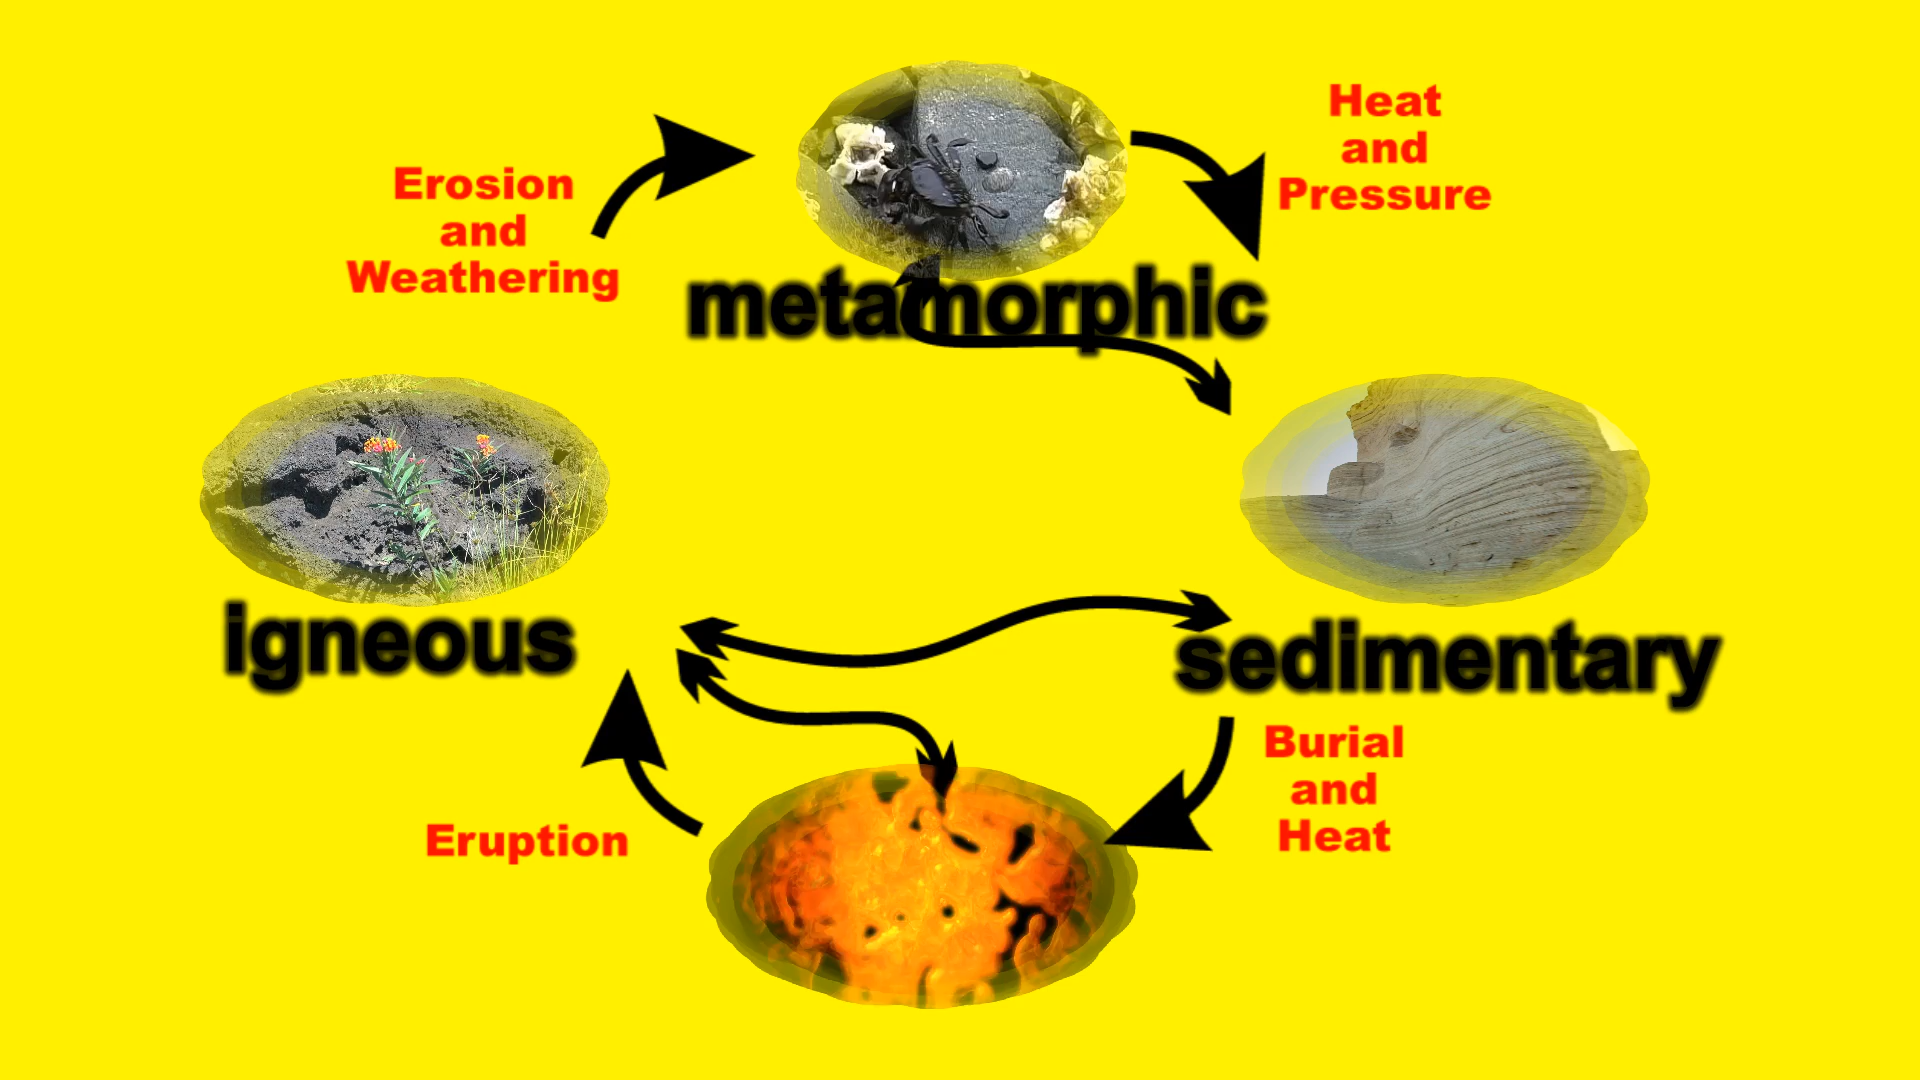 Heat
and
Pressure
Erosion
and
Weathering
metamorphic
igneous
sedimentary
Burial
and
Heat
Eruption